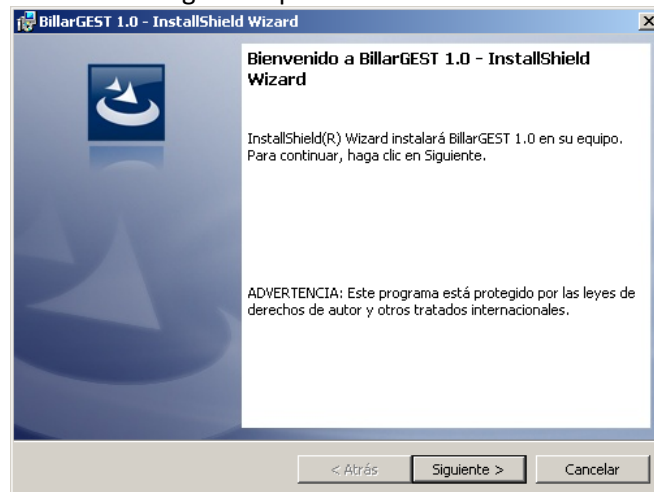 BillarGEST 1.0 - InstallShield Wizard
Bienvenido a BillarGEST 1.0 - InstallShield
Wizard
InstallShield(R) Wizard instalará BillarGEST 1.0 en su equipo.
Para continuar, haga clic en Siguiente.
ADVERTENCIA: Este programa está protegido por las leyes de
derechos de autor y otros tratados internacionales.
< Atrás Siguiente > Cancelar